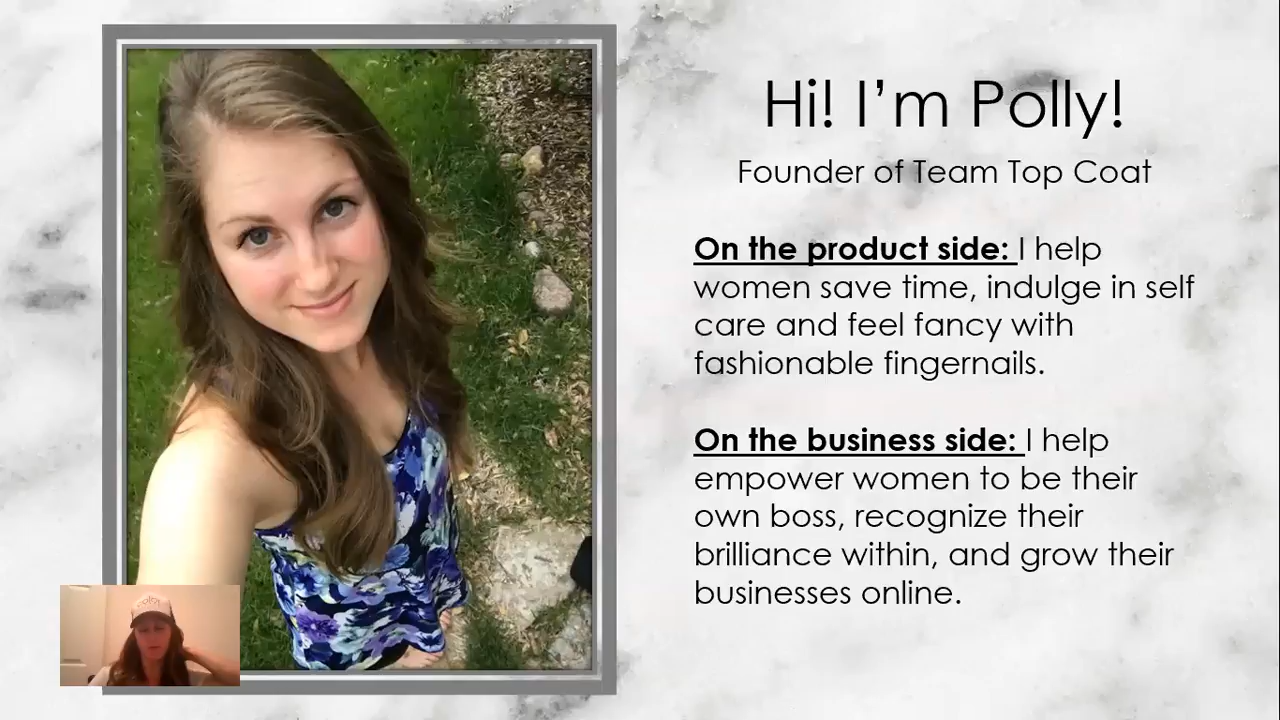 Hi! I’m Polly!
Founder of Team Top Coat
On the product side: I help
women save time, indulge in self
care and feel fancy with
fashionable fingernails.
On the business side: I help
empower women to be their
own boss, recognize their
brilliance within, and grow their
businesses online.